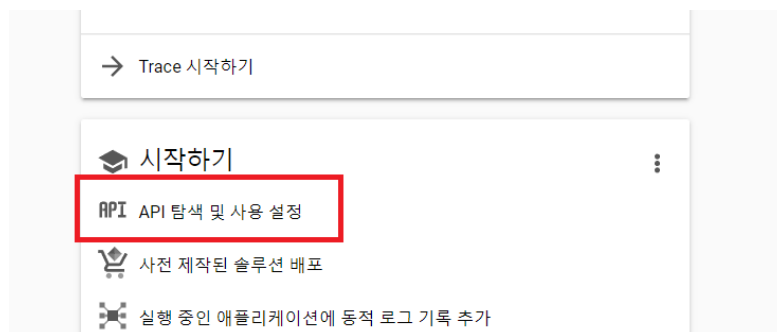 Trace 시작하기
시작하기
API API 탐색 및 사용 설정
사전 제작된 솔루션 배포
실행 중인 애플리케이션에 동적 로그 기록 추가